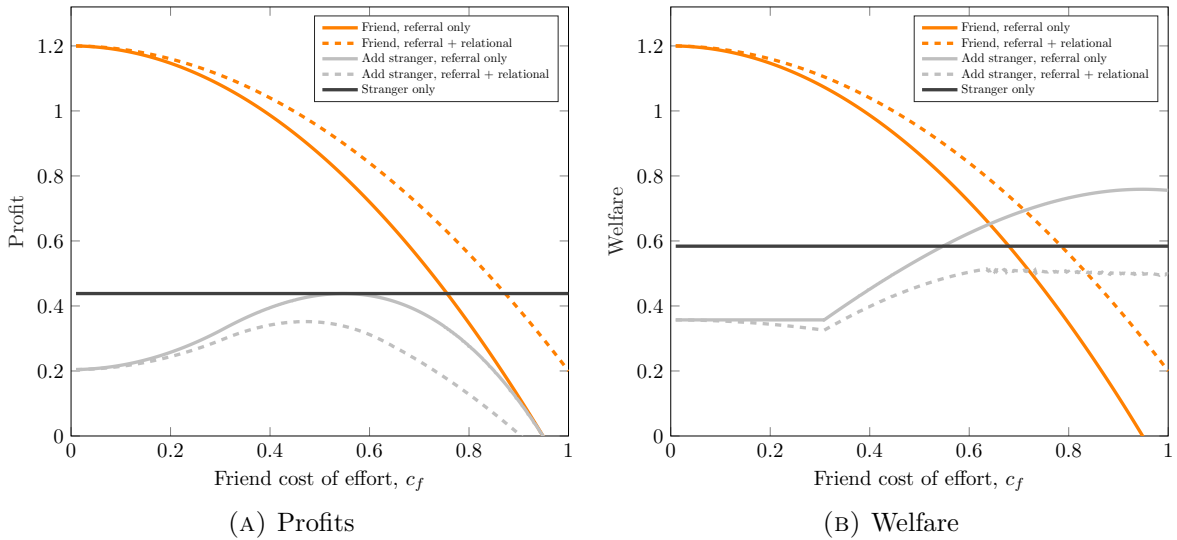 Friend, referral only
Friend, referral + relational
Add stranger, referral only
Add stranger, referral + relational
Stranger only
1.2
1
0.8
0.6
0.4
0.2
0
Profit
0 0.2 0.4 0.6 0.8 1
Friend cost of effort, c_f
(A) Profits
Friend, referral only
Friend, referral + relational
Add stranger, referral only
Add stranger, referral + relational
Stranger only
1.2
1
0.8
0.6
0.4
0.2
0
Welfare
0 0.2 0.4 0.6 0.8 1
Friend cost of effort, c_f
(B) Welfare